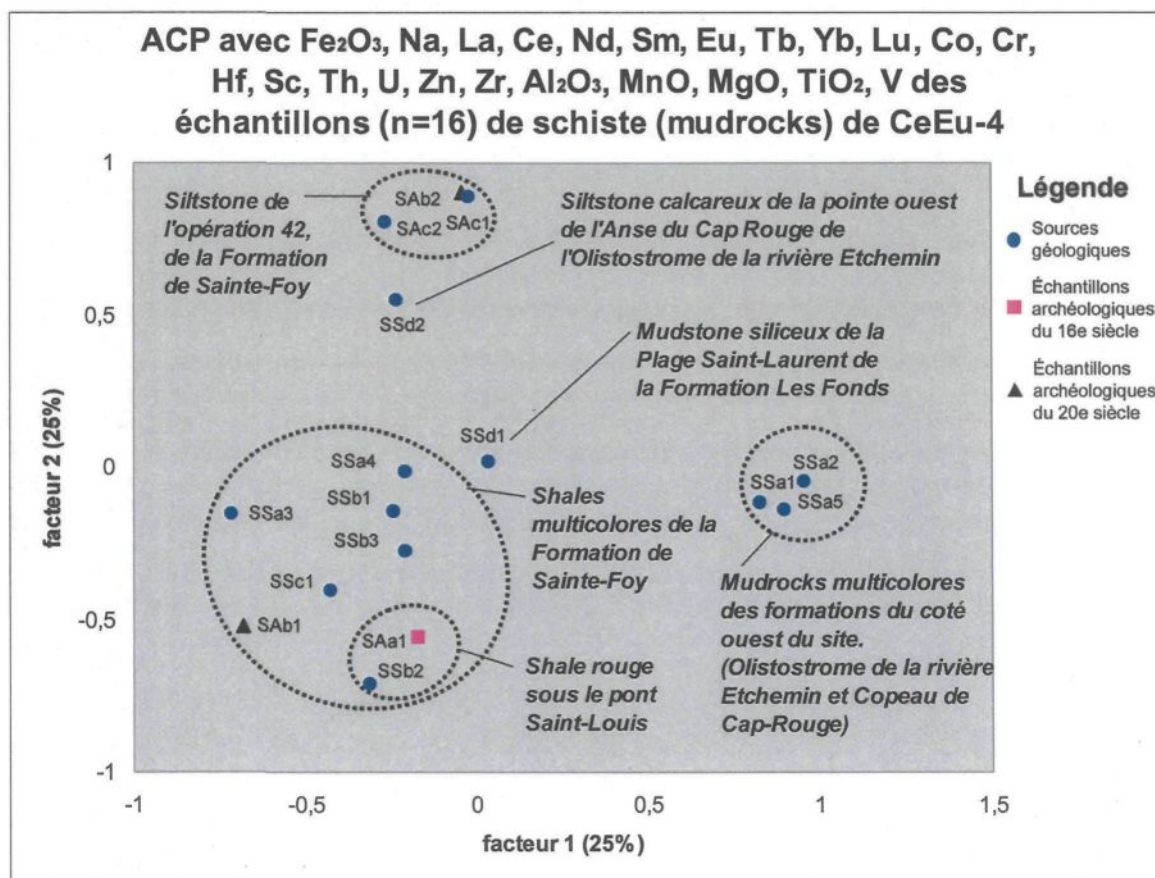 ACP avec Fe₂O₃, Na, La, Ce, Nd, Sm, Eu, Tb, Yb, Lu, Co, Cr,
Hf, Sc, Th, U, Zn, Zr, Al₂O₃, MnO, MgO, TiO₂, V des
échantillons (n=16) de schiste (mudrocks) de CeEu-4
1
Siltstone de
l'opération 42,
de la Formation
de Sainte-Foy
SAb2
SAc2
SAc1
Siltstone calcareux de la pointe ouest
de l'Anse du Cap Rouge de
l'Olistostrome de la rivière Etchemin
0,5
SSd2
Mudstone siliceux de la
Plage Saint-Laurent de
la Formation Les Fonds
SSd1
0
SSa4
SSb1
SSa3
SSb3
SSc1
SAb1
SAa1
SSb2
Shales
multicolores de la
Formation de
Sainte-Foy
SSa2
SSa1
SSa5
-0,5
Shale rouge
sous le pont
Saint-Louis
Mudrocks multicolores
des formations du coté
ouest du site.
(Olistostrome de la rivière
Etchemin et Copeau de
Cap-Rouge)
-1
-1
-0,5
0
0,5
1
1,5
facteur 1 (25%)
facteur 2 (25%)
Légende
Sources
géologiques
Échantillons
archéologiques
du 16e siècle
Échantillons
archéologiques
du 20e siècle